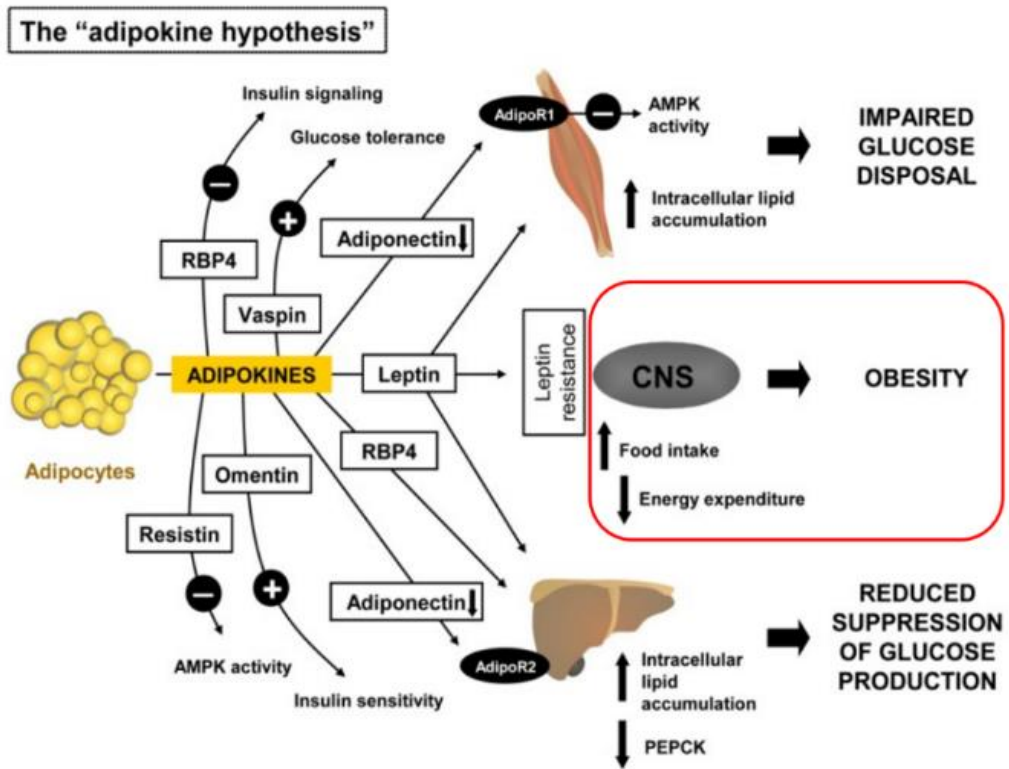 The “adipokine hypothesis”
Insulin signaling
Glucose tolerance
RBP4
Vaspin
Adiponectin
AdipoR1
AMPK
activity
Intracellular lipid
accumulation
IMPAIRED
GLUCOSE
DISPOSAL
ADIPOKINES
Leptin
Leptin
resistance
CNS
OBESITY
Food intake
Energy expenditure
Adipocytes
RBP4
Omentin
Resistin
Adiponectin
AMPK activity
Insulin sensitivity
AdipoR2
Intracellular
lipid
accumulation
PEPCK
REDUCED
SUPPRESSION
OF GLUCOSE
PRODUCTION